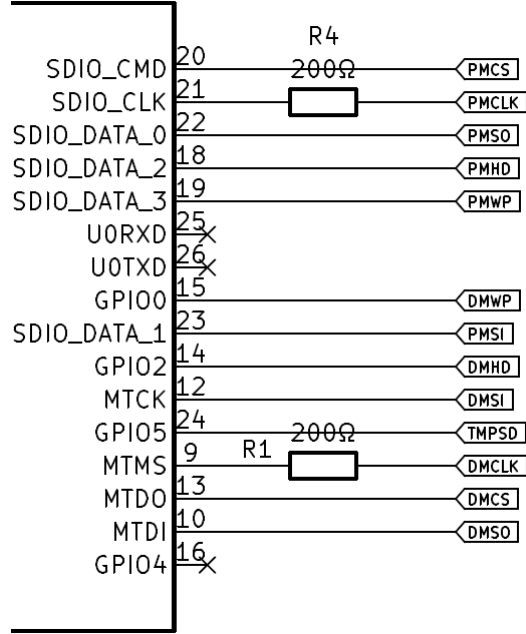 R4
SDIO_CMD 20 200Ω PMCS
SDIO_CLK 21 PMCLK
SDIO_DATA_0 22 PMSO
SDIO_DATA_2 18 PMHD
SDIO_DATA_3 19 PMWP
U0RXD 25
U0TXD 26
GPIO0 15 DMWP
SDIO_DATA_1 23 PMSI
GPIO2 14 DMHD
MTCK 12 DMSI
GPIO5 24 200Ω TMPSD
MTMS 9 R1 DMCLK
MTDO 13 DMCS
MTDI 10 DMSO
GPIO4 16